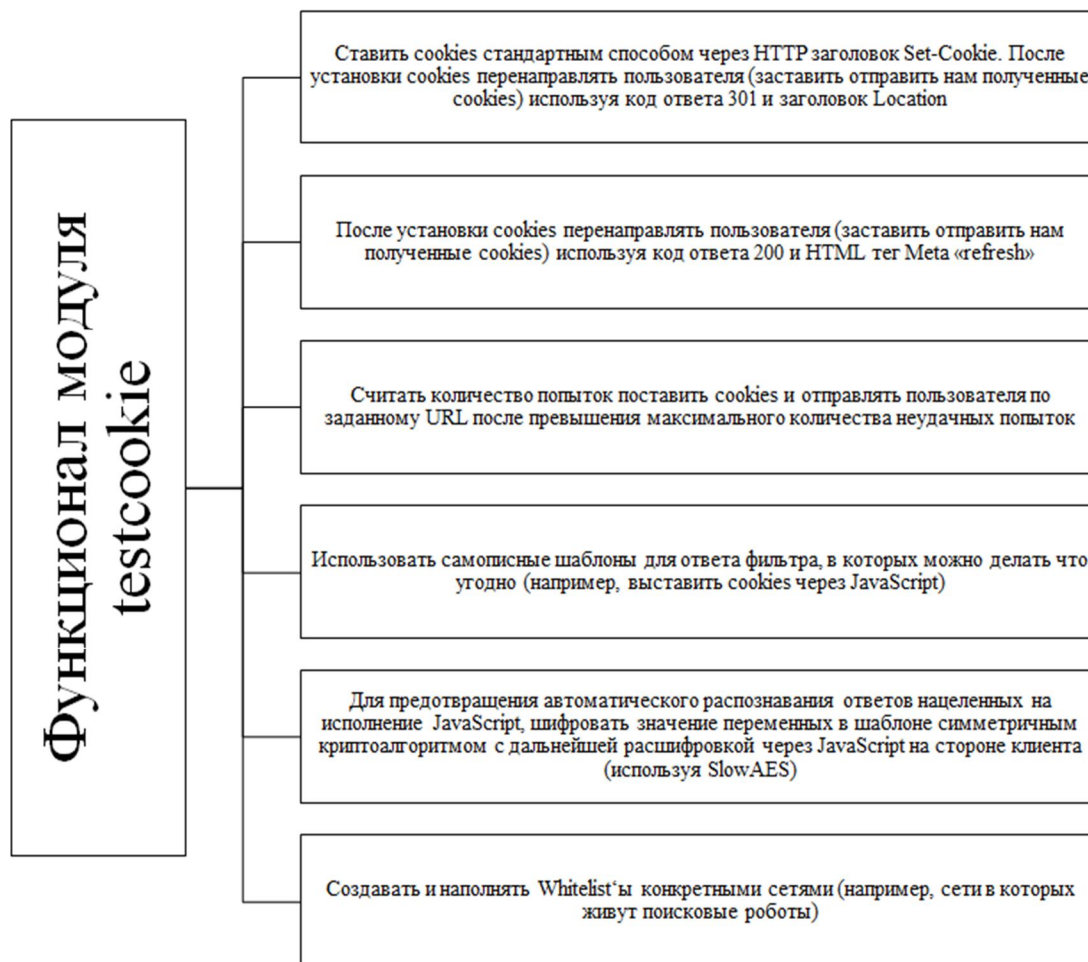 Функционал модуля
testcookie
Ставить cookies стандартным способом через HTTP заголовок Set-Cookie. После
установки cookies перенаправлять пользователя (заставить отправить нам полученные
cookies) используя код ответа 301 и заголовок Location
После установки cookies перенаправлять пользователя (заставить отправить нам
полученные cookies) используя код ответа 200 и HTML тег Meta «refresh»
Считать количество попыток поставить cookies и отправлять пользователя по
заданному URL после превышения максимального количества неудачных попыток
Использовать самописные шаблоны для ответа фильтра, в которых можно делать что
угодно (например, выставить cookies через JavaScript)
Для предотвращения автоматического распознавания ответов нацеленных на
исполнение JavaScript, шифровать значение переменных в шаблоне симметричным
криптоалгоритмом с дальнейшей расшифровкой через JavaScript на стороне клиента
(используя SlowAES)
Создавать и наполнять Whitelist‘ы конкретными сетями (например, сети в которых
живут поисковые роботы)